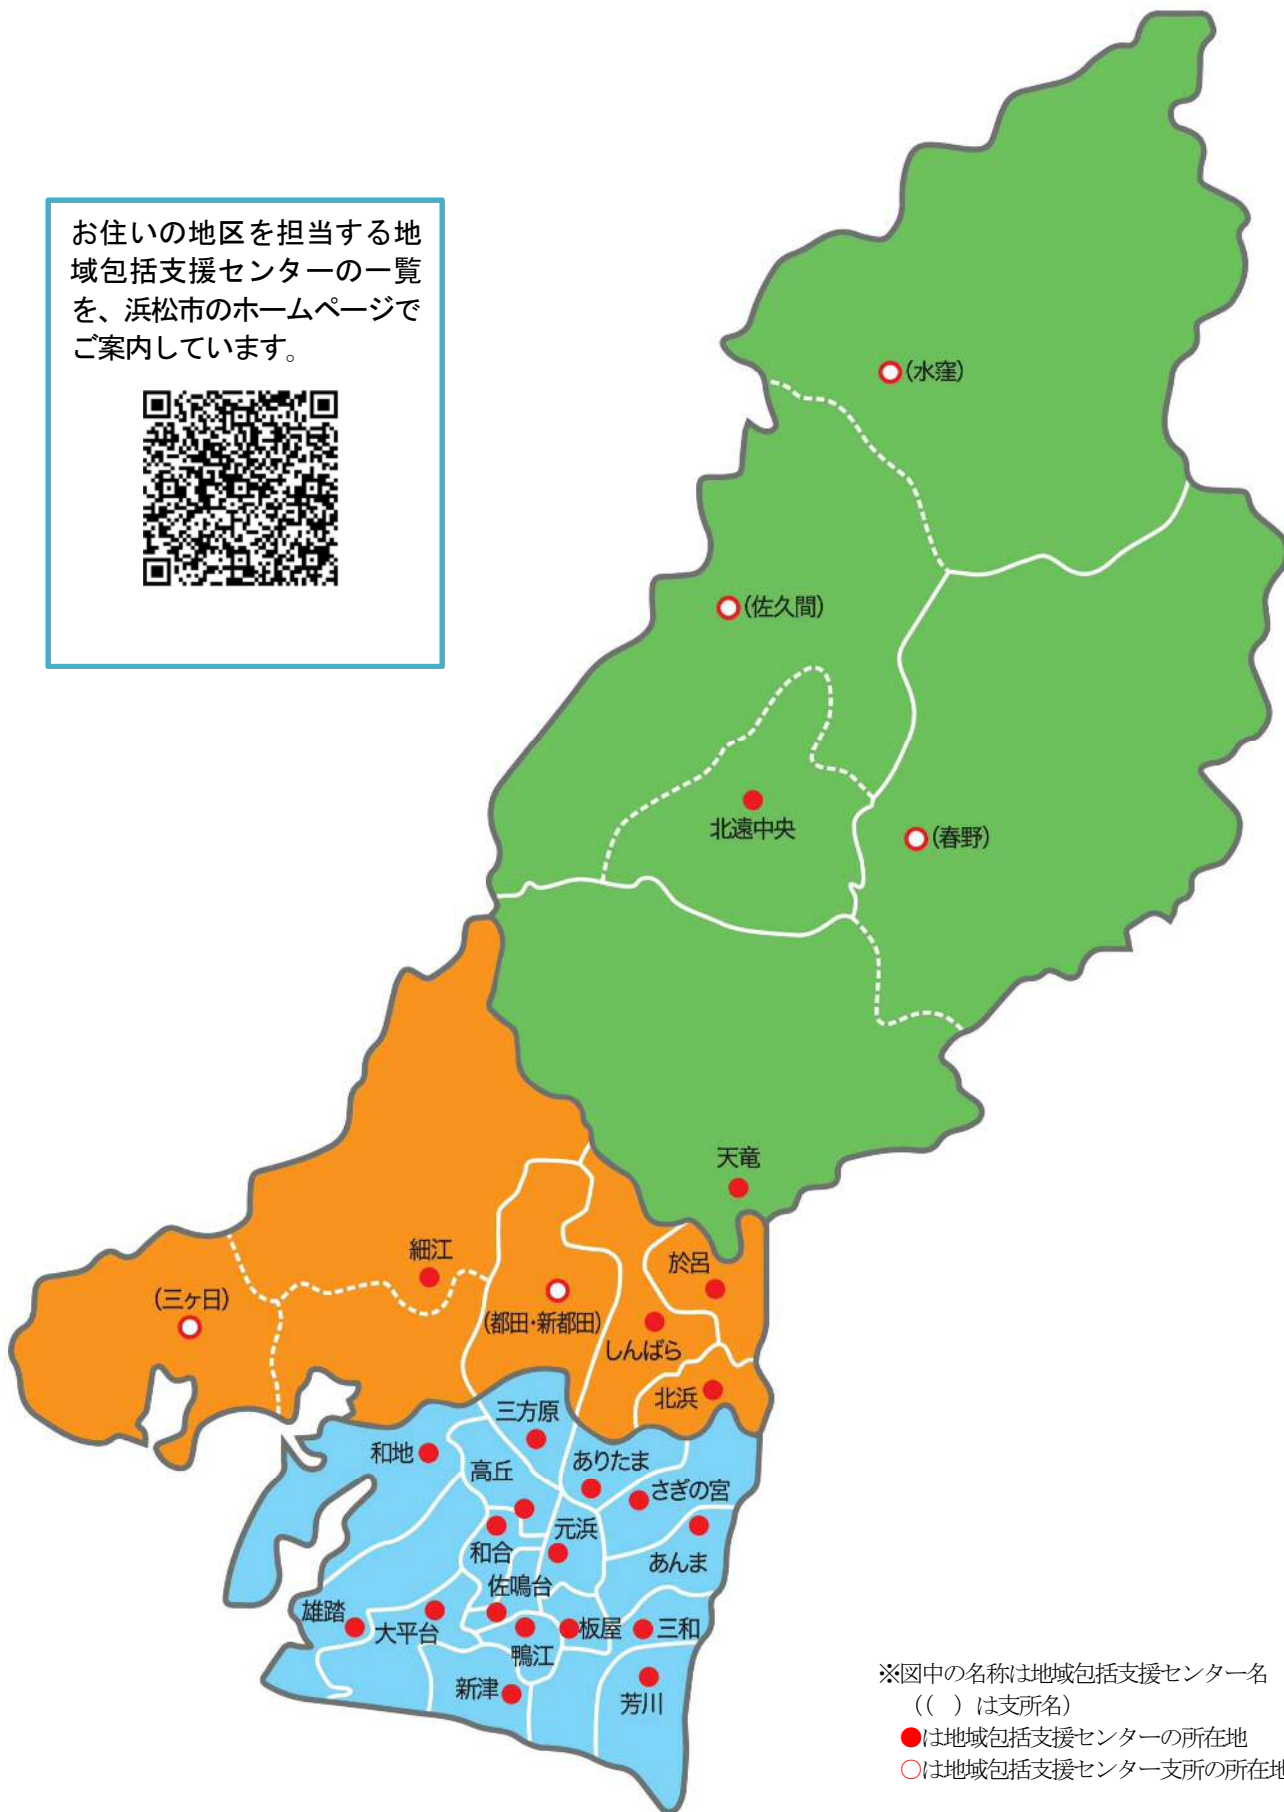 お住いの地区を担当する地
域包括支援センターの一覧
を、浜松市のホームページで
ご案内しています。
(水窪)
(佐久間)
北遠中央
(春野)
天竜
細江
於呂
(三ヶ日)
(都田・新都田)
しんばら
北浜
三方原
和地
ありたま
高丘
さぎの宮
元浜
和合
あんま
佐鳴台
雄踏
大平台
板屋
三和
鴨江
新津
芳川
※図中の名称は地域包括支援センター名
(( )は支所名)
●は地域包括支援センターの所在地
○は地域包括支援センター支所の所在地